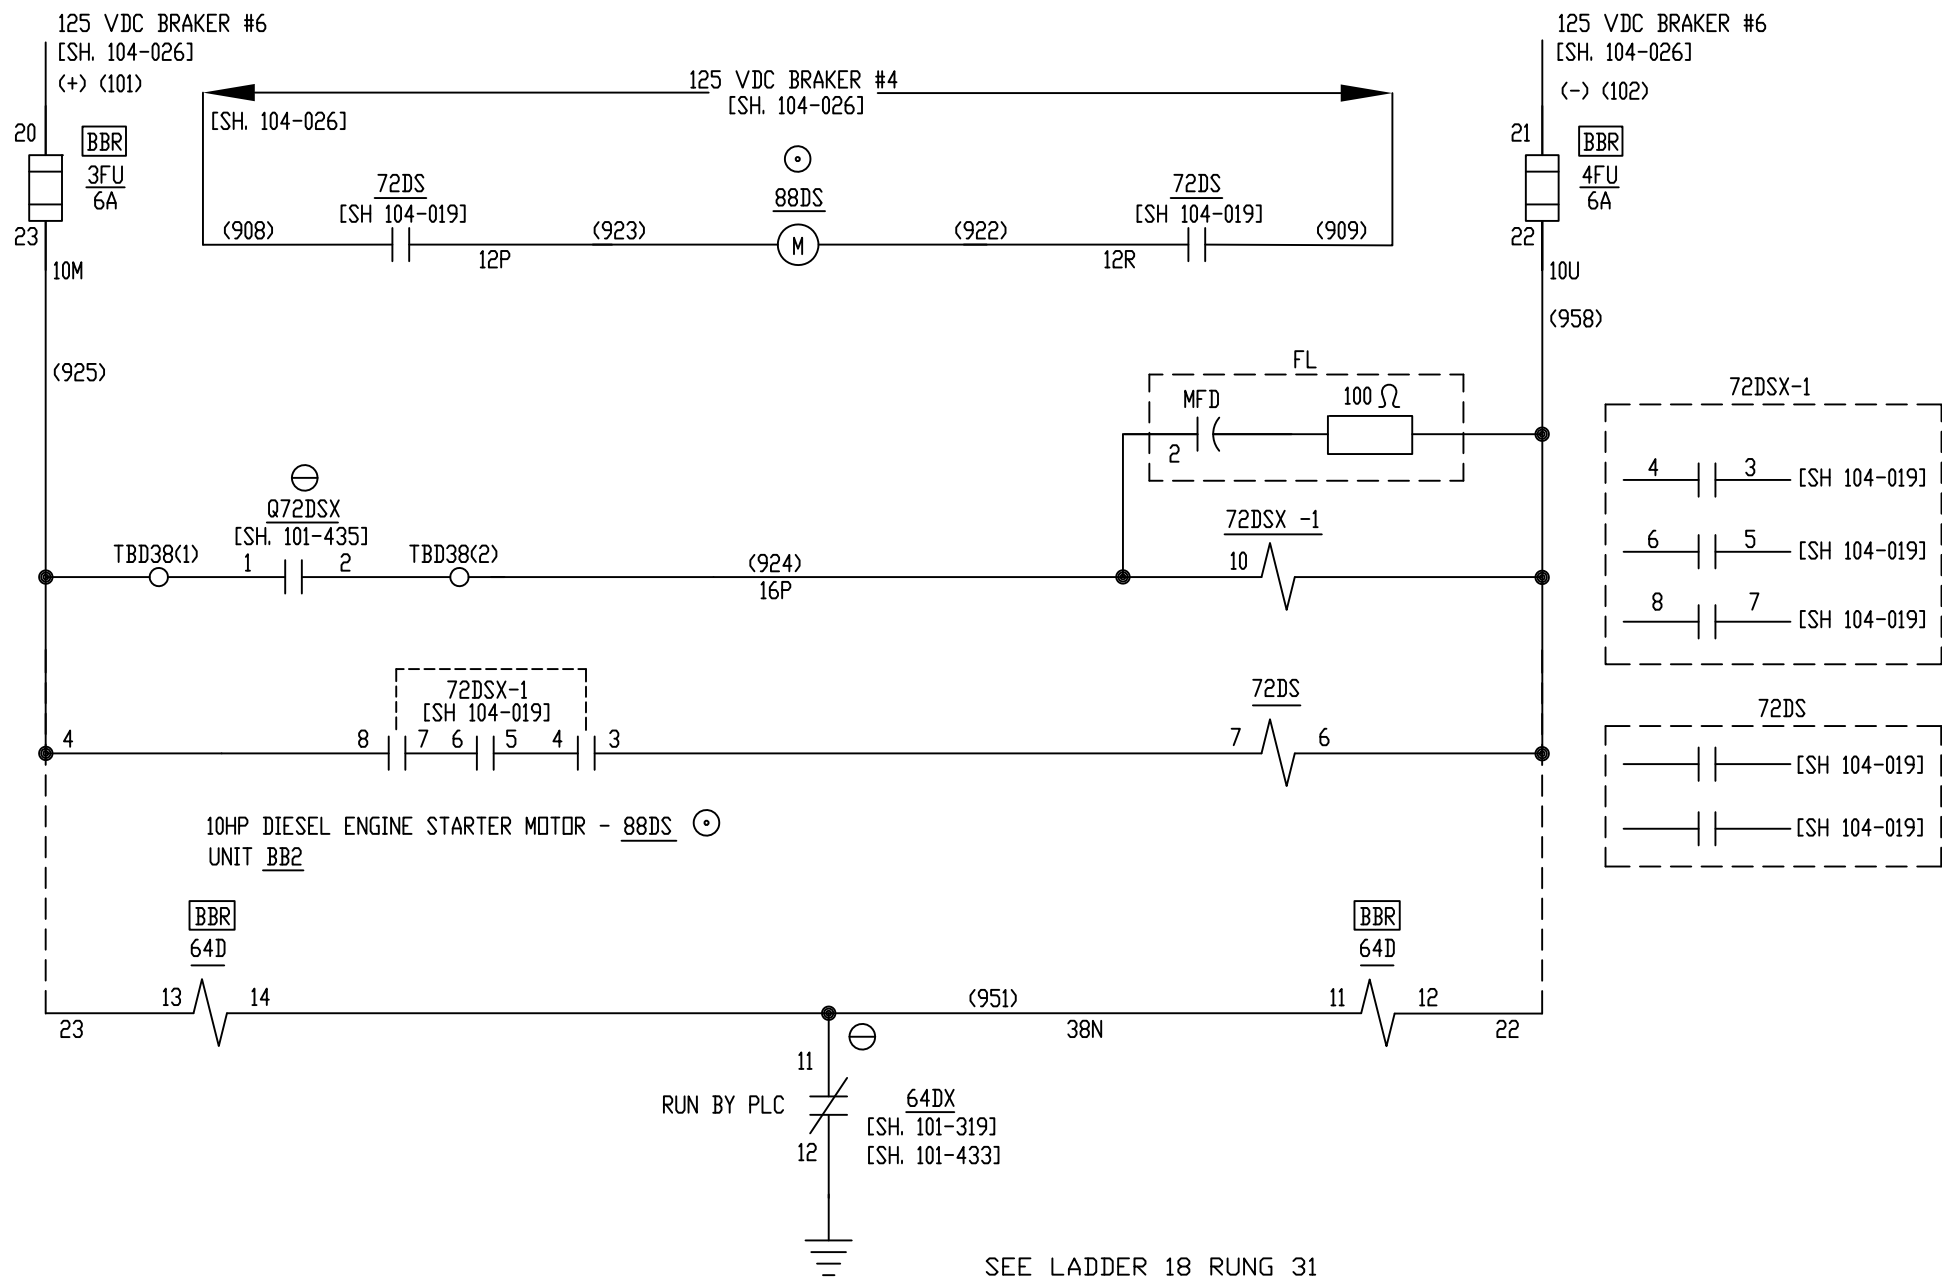 125 VDC BRAKER #6
[SH. 104-026]
(+) (101)
125 VDC BRAKER #4
[SH. 104-026]
[SH. 104-026]
125 VDC BRAKER #6
[SH. 104-026]
(-) (102)
20
BBR
3FU
6A
23
10M
(925)
21
BBR
4FU
6A
22
10U
(958)
72DS
[SH 104-019]
88DS
72DS
[SH 104-019]
(908)
(923)
M
(922)
(909)
12P
12R
FL
MFD
100 Ω
2
72DSX-1
4 3 [SH 104-019]
6 5 [SH 104-019]
8 7 [SH 104-019]
Q72DSX
[SH. 101-435]
TBD38(1)
1
2
TBD38(2)
(924)
16P
72DSX -1
10
72DSX-1
[SH 104-019]
4
8
7
6
5
4
3
72DS
7
6
72DS
[SH 104-019]
[SH 104-019]
10HP DIESEL ENGINE STARTER MOTOR - 88DS
UNIT BB2
BBR
64D
13
14
23
(951)
38N
BBR
64D
11
12
22
11
RUN BY PLC
12
64DX
[SH. 101-319]
[SH. 101-433]
SEE LADDER 18 RUNG 31